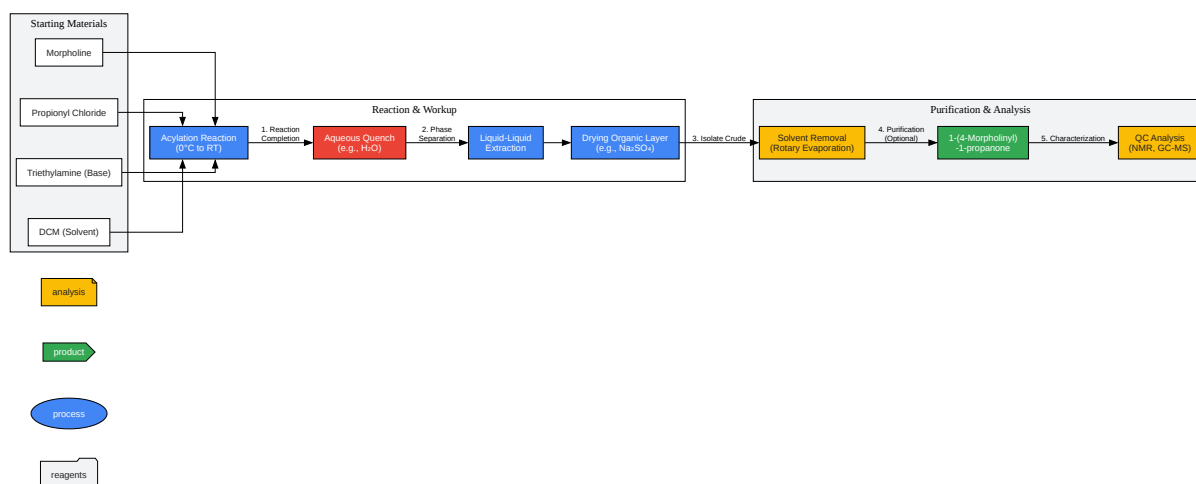 Starting Materials
Morpholine
Propionyl Chloride
Triethylamine (Base)
DCM (Solvent)
Reaction & Workup
Acylation Reaction
(0°C to RT)
1. Reaction
Completion
Aqueous Quench
(e.g., H₂O)
2. Phase
Separation
Liquid-Liquid
Extraction
Drying Organic Layer
(e.g., Na₂SO₄)
3. Isolate Crude
Purification & Analysis
Solvent Removal
(Rotary Evaporation)
4. Purification
(Optional)
1-(4-Morpholinyl)
-1-propanone
5. Characterization
QC Analysis
(NMR, GC-MS)
analysis
product
process
reagents